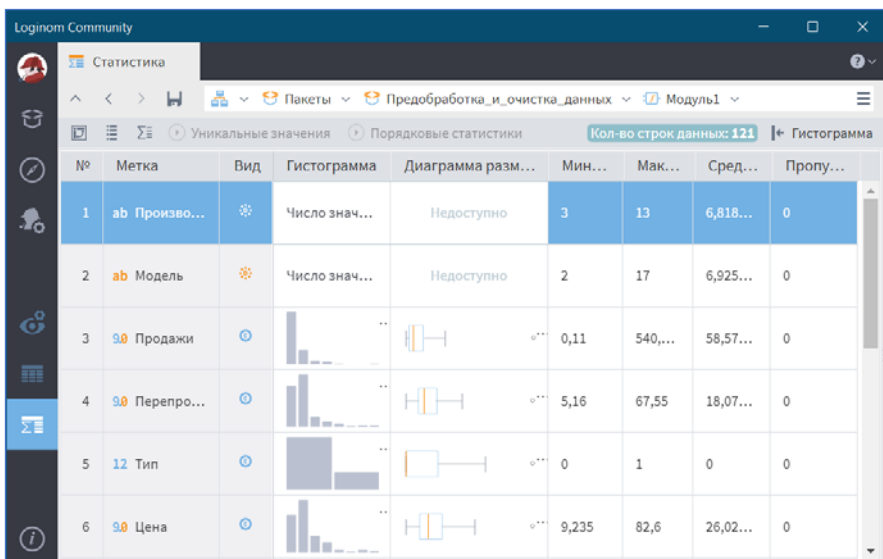 Loginom Community
Статистика
Пакеты Предобработка_и_очистка_данных Модуль1
Уникальные значения Порядковые статистики Кол-во строк данных: 121 Гистограмма
№ Метка Вид Гистограмма Диаграмма разм... Мин... Мак... Сред... Пропу...
1 ab Произво... Число знач... Недоступно 3 13 6,818... 0
2 ab Модель Число знач... Недоступно 2 17 6,925... 0
3 9.0 Продажи 0,11 540,... 58,57... 0
4 9.0 Перепро... 5,16 67,55 18,07... 0
5 12 Тип 0 1 0 0
6 9.0 Цена 9,235 82,6 26,02... 0